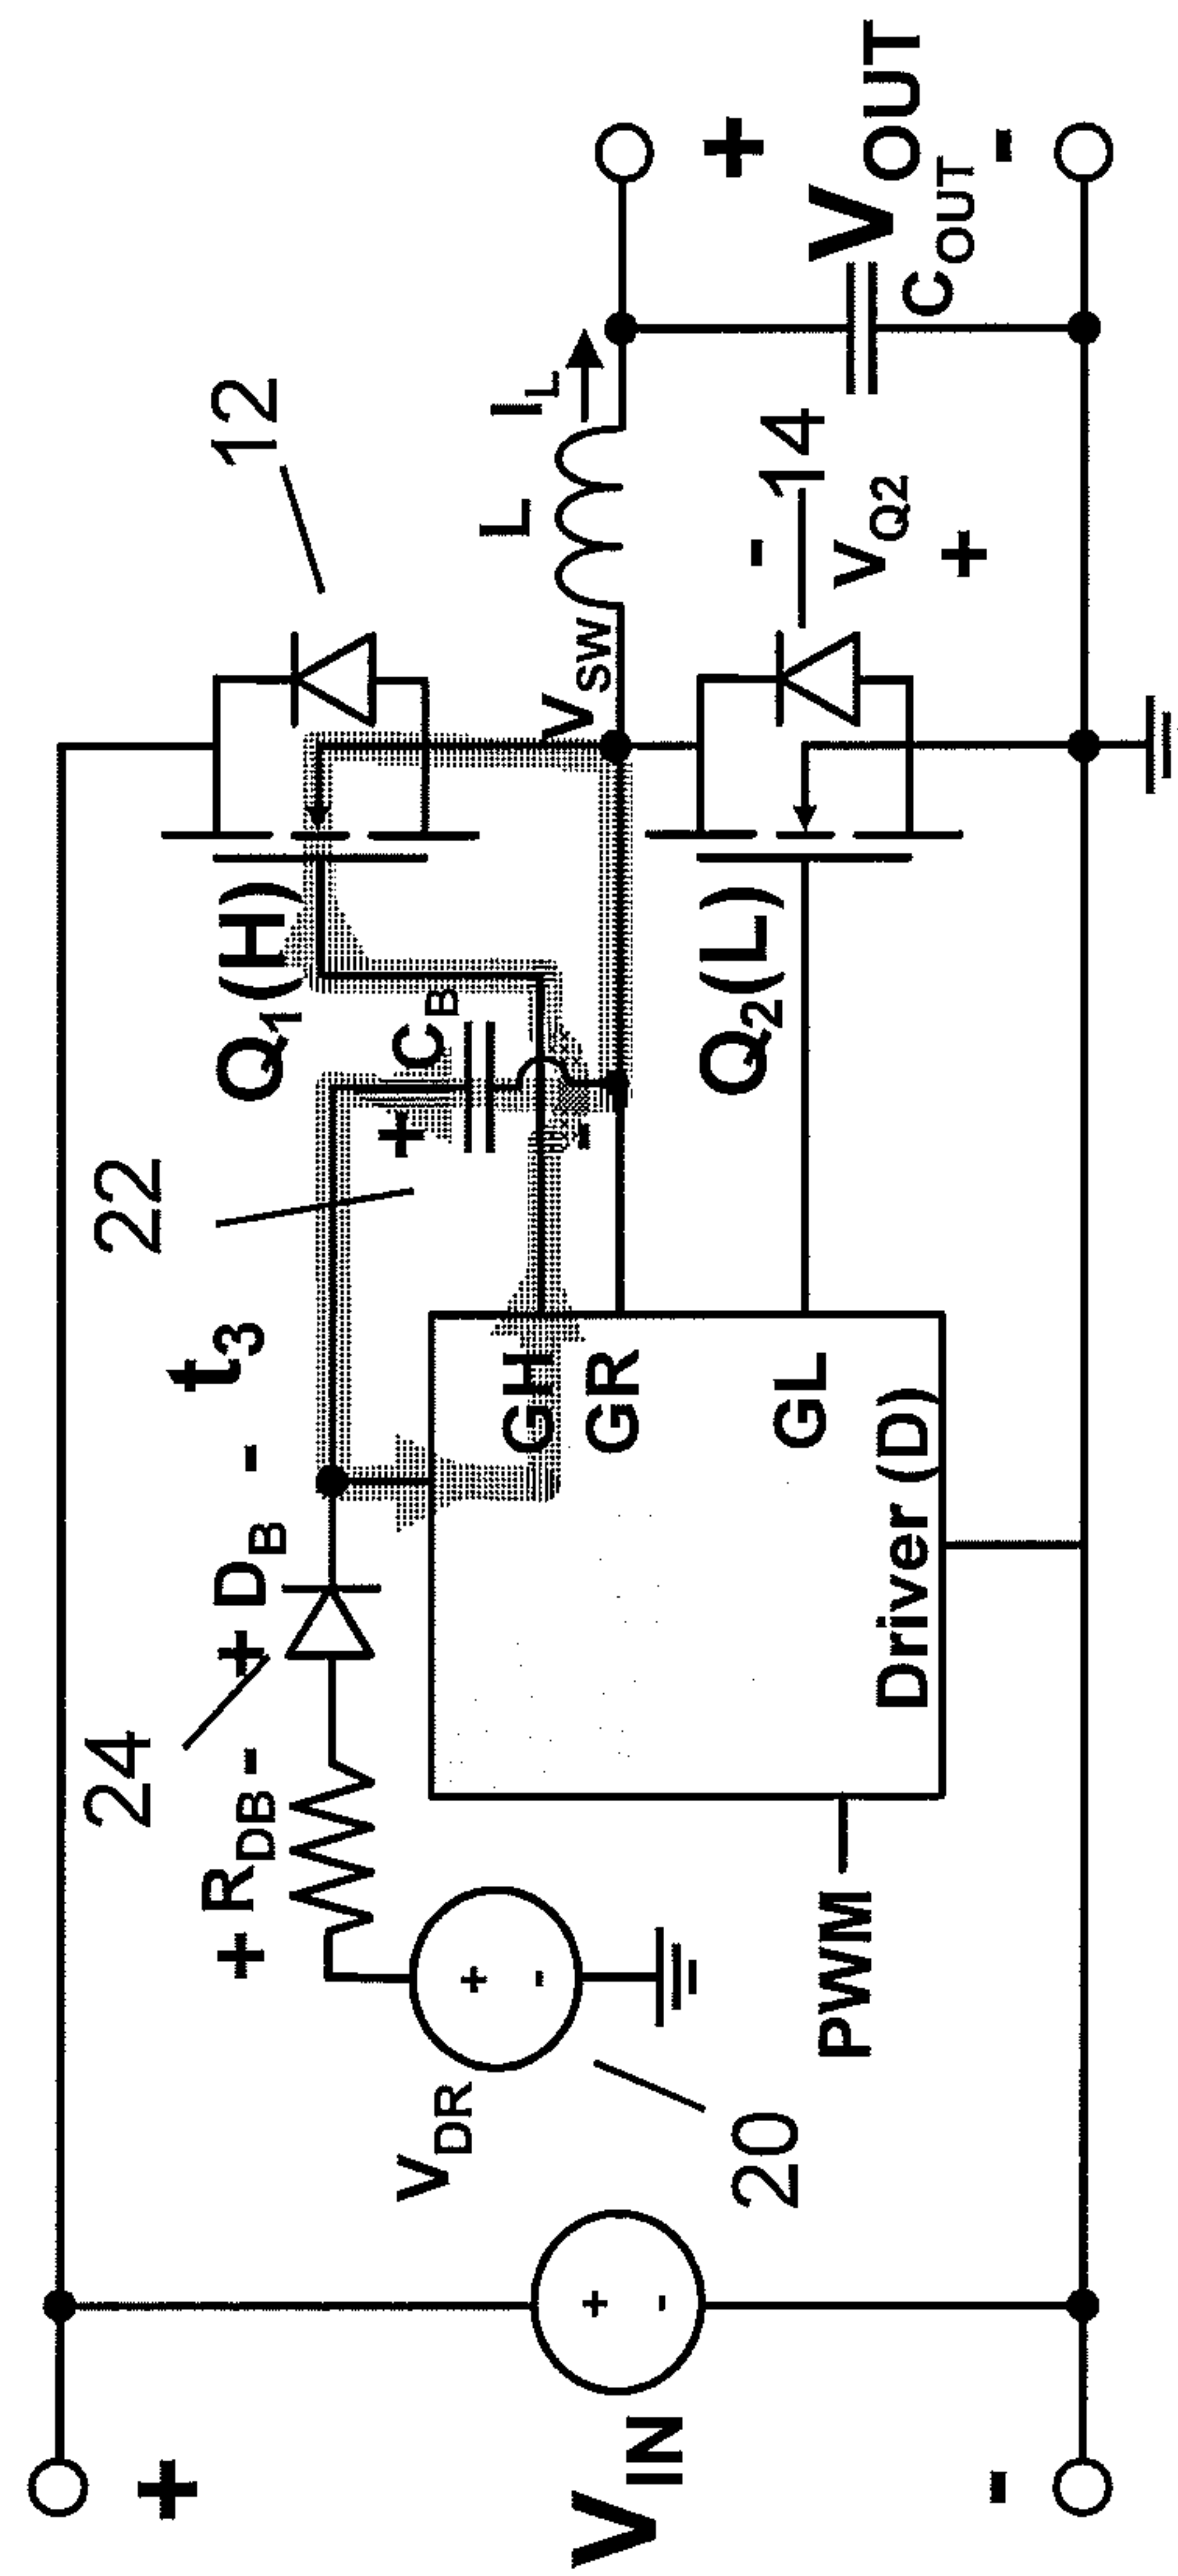 12
22
t3
24
+ RDB -
+ DB -
Q1(H)
+
CB
-
VDR
+
-
20
GH
GR
GL
Driver (D)
PWM
VSW
L
IL
Q2(L)
-
14
VQ2
+
+
VIN
-
+
-
+
VOUT
COUT
-